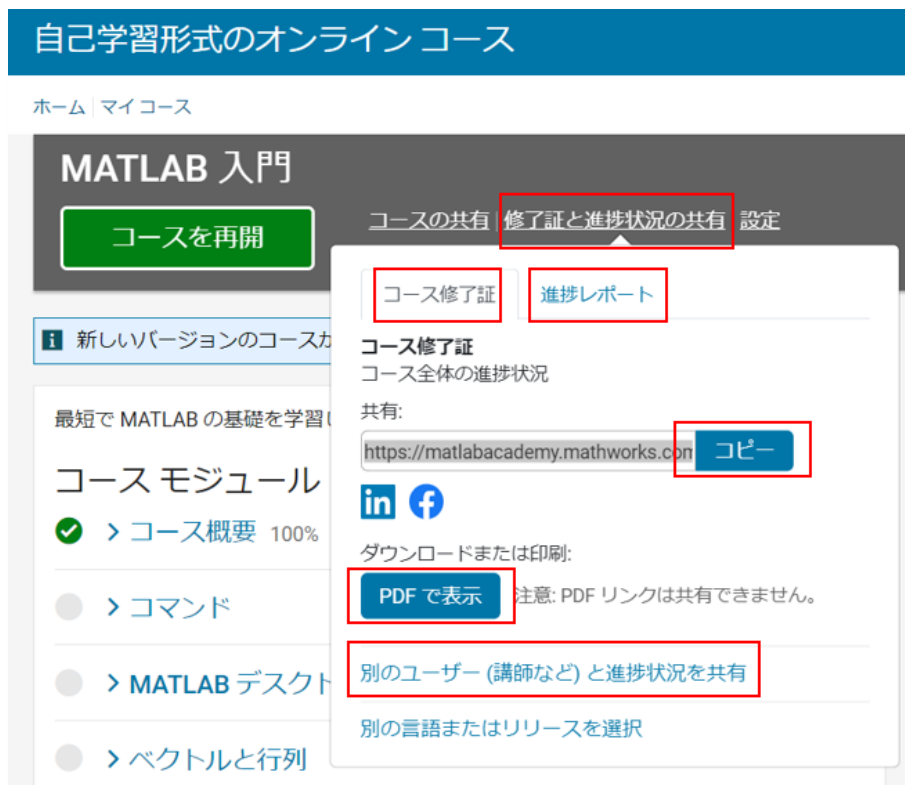 自己学習形式のオンライン コース
ホーム マイ コース
MATLAB 入門
コースを再開
コースの共有 修了証と進捗状況の共有 設定
コース修了証 進捗レポート
新しいバージョンのコースが
コース修了証
コース全体の進捗状況
最短で MATLAB の基礎を学習し
共有:
https://matlabacademy.mathworks.com コピー
コース モジュール
in f
コース概要 100%
ダウンロードまたは印刷:
PDF で表示 注意: PDF リンクは共有できません。
コマンド
別のユーザー (講師など) と進捗状況を共有
MATLAB デスクト
別の言語またはリリースを選択
ベクトルと行列